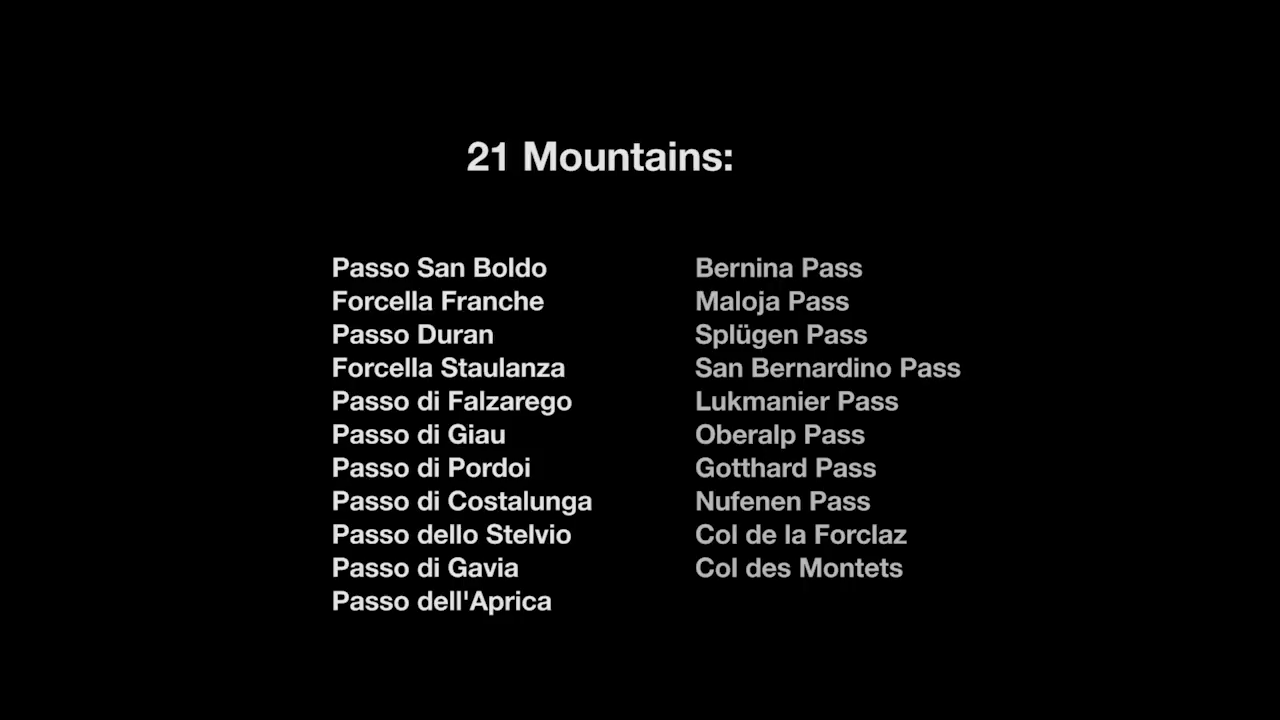 21 Mountains:
Passo San Boldo
Forcella Franche
Passo Duran
Forcella Staulanza
Passo di Falzarego
Passo di Giau
Passo di Pordoi
Passo di Costalunga
Passo dello Stelvio
Passo di Gavia
Passo dell'Aprica
Bernina Pass
Maloja Pass
Splügen Pass
San Bernardino Pass
Lukmanier Pass
Oberalp Pass
Gotthard Pass
Nufenen Pass
Col de la Forclaz
Col des Montets